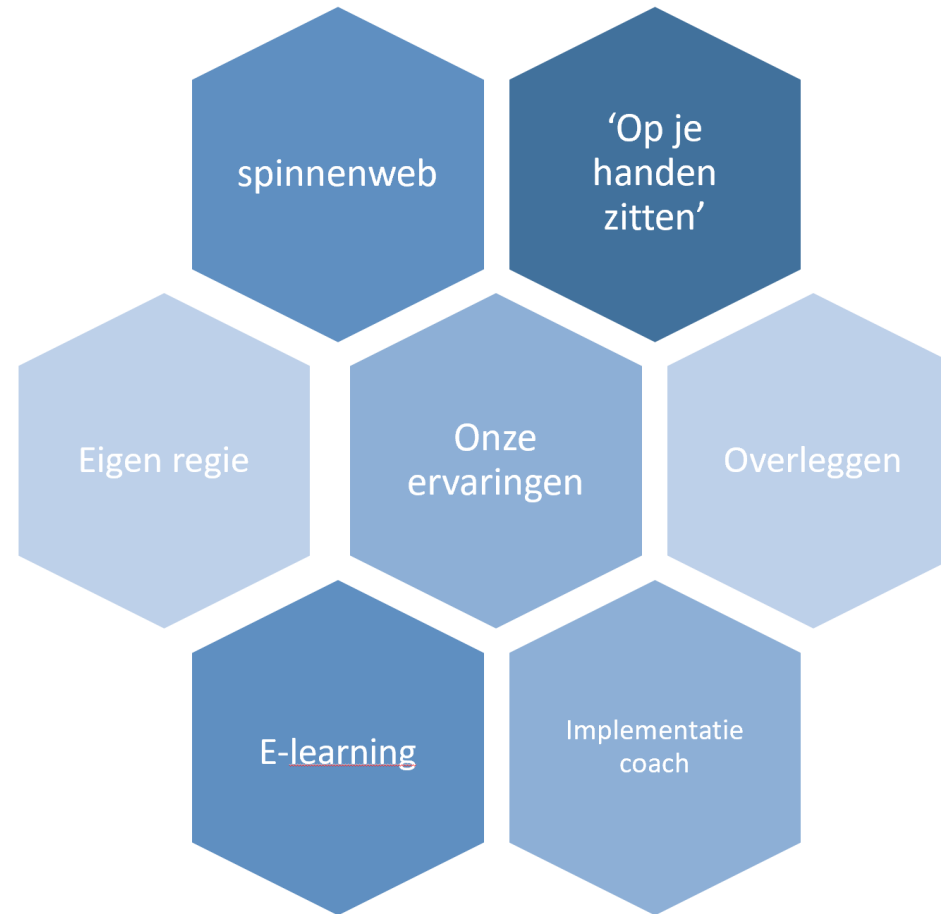 spinnenweb
‘Op je
handen
zitten’
Eigen regie
Onze
ervaringen
Overleggen
E-learning
Implementatie
coach